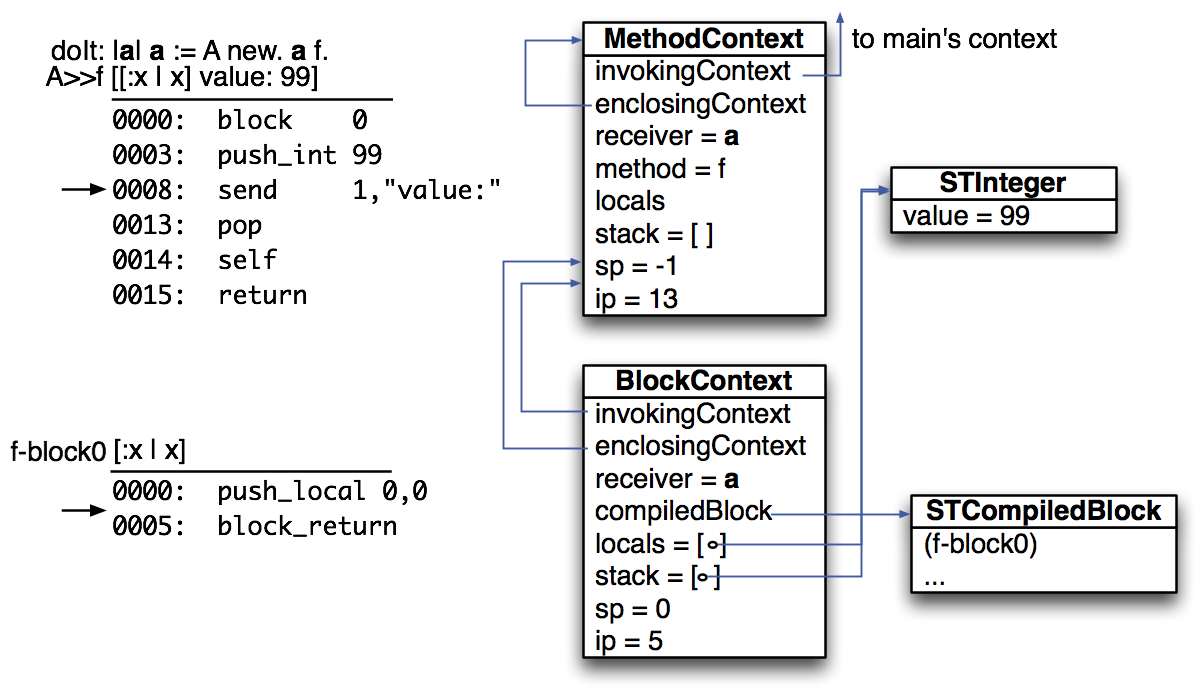 doIt: |a| a := A new. a f.
A>>f [[:x | x] value: 99]
0000: block 0
0003: push_int 99
0008: send 1,"value:"
0013: pop
0014: self
0015: return
f-block0 [:x | x]
0000: push_local 0,0
0005: block_return
MethodContext
invokingContext
enclosingContext
receiver = a
method = f
locals
stack = [ ]
sp = -1
ip = 13
to main's context
STInteger
value = 99
BlockContext
invokingContext
enclosingContext
receiver = a
compiledBlock
locals = [ ]
stack = [ ]
sp = 0
ip = 5
STCompiledBlock
(f-block0)
...